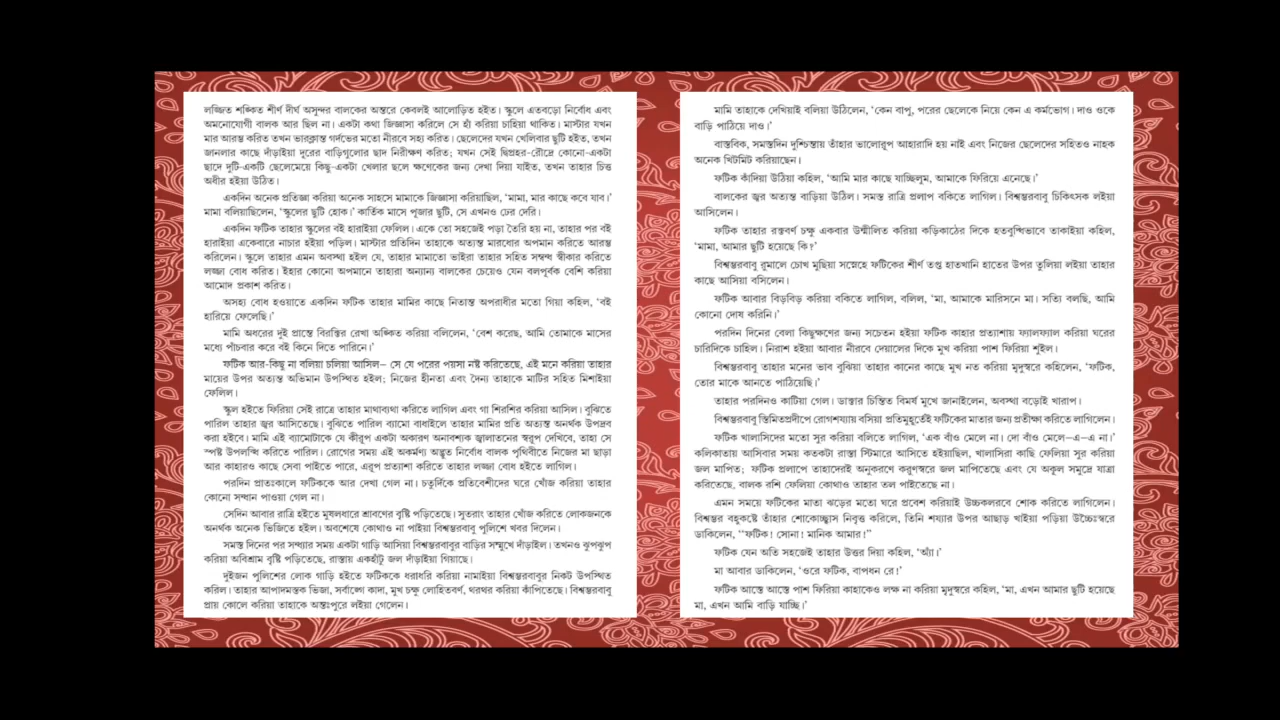 লজ্জিত শঙ্কিত শীর্ণ দীর্ঘ অসুন্দর বালকের অন্তরে কেবলই আলোড়িত হইত। স্কুলে এতবড়ো নির্বোধ এবং
অমনোযোগী বালক আর ছিল না। একটা কথা জিজ্ঞাসা করিলে সে হাঁ করিয়া চাহিয়া থাকিত। মাস্টার যখন
মার আরম্ভ করিত তখন ভারক্লান্ত গর্দভের মতো নীরবে সহ্য করিত। ছেলেদের যখন খেলিবার ছুটি হইত, তখন
জানলার কাছে দাঁড়াইয়া দূরের বাড়িগুলোর ছাদ নিরীক্ষণ করিত; যখন সেই দ্বিপ্রহর-রৌদ্রে কোনো-একটা
ছাদে দুটি-একটি ছেলেমেয়ে কিছু-একটা খেলার ছলে ক্ষণেকের জন্য দেখা দিয়া যাইত, তখন তাহার চিত্ত
অধীর হইয়া উঠিত।
একদিন অনেক প্রতিজ্ঞা করিয়া অনেক সাহসে মামাকে জিজ্ঞাসা করিয়াছিল, 'মামা, মার কাছে কবে যাব।'
মামা বলিয়াছিলেন, 'স্কুলের ছুটি হোক।' কার্তিক মাসে পূজার ছুটি, সে এখনও ঢের দেরি।
একদিন ফটিক তাহার স্কুলের বই হারাইয়া ফেলিল। একে তো সহজেই পড়া তৈরি হয় না, তাহার পর বই
হারাইয়া একেবারে নাচার হইয়া পড়িল। মাস্টার প্রতিদিন তাহাকে অত্যন্ত মারধোর অপমান করিতে আরম্ভ
করিলেন। স্কুলে তাহার এমন অবস্থা হইল যে, তাহার মামাতো ভাইরা তাহার সহিত সম্বন্ধ স্বীকার করিতে
লজ্জা বোধ করিত। ইহার কোনো অপমানে তাহারা অন্যান্য বালকের চেয়েও যেন বলপূর্বক বেশি করিয়া
আমোদ প্রকাশ করিত।
অসহ্য বোধ হওয়াতে একদিন ফটিক তাহার মামির কাছে নিতান্ত অপরাধীর মতো গিয়া কহিল, 'বই
হারিয়ে ফেলেছি।'
মামি অধরের দুই প্রান্তে বিরক্তির রেখা অঙ্কিত করিয়া বলিলেন, 'বেশ করেছ, আমি তোমাকে মাসের
মধ্যে পাঁচবার করে বই কিনে দিতে পারিনে।'
ফটিক আর-কিছু না বলিয়া চলিয়া আসিল– সে যে পরের পয়সা নষ্ট করিতেছে, এই মনে করিয়া তাহার
মায়ের উপর অত্যন্ত অভিমান উপস্থিত হইল; নিজের হীনতা এবং দৈন্য তাহাকে মাটির সহিত মিশাইয়া
ফেলিল।
স্কুল হইতে ফিরিয়া সেই রাত্রে তাহার মাথাব্যথা করিতে লাগিল এবং গা শিরশির করিয়া আসিল। বুঝিতে
পারিল তাহার জ্বর আসিতেছে। বুঝিতে পারিল ব্যামো বাধাইলে তাহার মামির প্রতি অত্যন্ত অনর্থক উপদ্রব
করা হইবে। মামি এই ব্যামোটাকে যে কীরূপ একটা অকারণ অনাবশ্যক জ্বালাতনের স্বরূপ দেখিবে, তাহা সে
স্পষ্ট উপলব্ধি করিতে পারিল। রোগের সময় এই অকর্মণ্য অদ্ভুত নির্বোধ বালক পৃথিবীতে নিজের মা ছাড়া
আর কাহারও কাছে সেবা পাইতে পারে, এরূপ প্রত্যাশা করিতে তাহার লজ্জা বোধ হইতে লাগিল।
পরদিন প্রাতঃকালে ফটিককে আর দেখা গেল না। চতুর্দিকে প্রতিবেশীদের ঘরে খোঁজ করিয়া তাহার
কোনো সন্ধান পাওয়া গেল না।
সেদিন আবার রাত্রি হইতে মুষলধারে শ্রাবণের বৃষ্টি পড়িতেছে। সুতরাং তাহার খোঁজ করিতে লোকজনকে
অনর্থক অনেক ভিজিতে হইল। অবশেষে কোথাও না পাইয়া বিশ্বম্ভরবাবু পুলিশে খবর দিলেন।
সমস্ত দিনের পর সন্ধ্যার সময় একটা গাড়ি আসিয়া বিশ্বম্ভরবাবুর বাড়ির সম্মুখে দাঁড়াইল। তখনও ঝুপঝুপ
করিয়া অবিশ্রাম বৃষ্টি পড়িতেছে, রাস্তায় একহাঁটু জল দাঁড়াইয়া গিয়াছে।
দুইজন পুলিশের লোক গাড়ি হইতে ফটিককে ধরাধরি করিয়া নামাইয়া বিশ্বম্ভরবাবুর নিকট উপস্থিত
করিল। তাহার আপাদমস্তক ভিজা, সর্বাঙ্গে কাদা, মুখ চক্ষু লোহিতবর্ণ, থরথর করিয়া কাঁপিতেছে। বিশ্বম্ভরবাবু
প্রায় কোলে করিয়া তাহাকে অন্তঃপুরে লইয়া গেলেন।
মামি তাহাকে দেখিয়াই বলিয়া উঠিলেন, 'কেন বাপু, পরের ছেলেকে নিয়ে কেন এ কর্মভোগ। দাও ওকে
বাড়ি পাঠিয়ে দাও।'
বাস্তবিক, সমস্তদিন দুশ্চিন্তায় তাঁহার ভালোরূপ আহারাদি হয় নাই এবং নিজের ছেলেদের সহিতও নাহক
অনেক খিটমিট করিয়াছেন।
ফটিক কাঁদিয়া উঠিয়া কহিল, 'আমি মার কাছে যাচ্ছিলুম, আমাকে ফিরিয়ে এনেছে।'
বালকের জ্বর অত্যন্ত বাড়িয়া উঠিল। সমস্ত রাত্রি প্রলাপ বকিতে লাগিল। বিশ্বম্ভরবাবু চিকিৎসক লইয়া
আসিলেন।
ফটিক তাহার রক্তবর্ণ চক্ষু একবার উন্মীলিত করিয়া কড়িকাঠের দিকে হতবুদ্ধিভাবে তাকাইয়া কহিল,
'মামা, আমার ছুটি হয়েছে কি?'
বিশ্বম্ভরবাবু রুমালে চোখ মুছিয়া সস্নেহে ফটিকের শীর্ণ তপ্ত হাতখানি হাতের উপর তুলিয়া লইয়া তাহার
কাছে আসিয়া বসিলেন।
ফটিক আবার বিড়বিড় করিয়া বকিতে লাগিল, বলিল, 'মা, আমাকে মারিসনে মা। সত্যি বলছি, আমি
কোনো দোষ করিনি।'
পরদিন দিনের বেলা কিছুক্ষণের জন্য সচেতন হইয়া ফটিক কাহার প্রত্যাশায় ফ্যালফ্যাল করিয়া ঘরের
চারিদিকে চাহিল। নিরাশ হইয়া আবার নীরবে দেয়ালের দিকে মুখ করিয়া পাশ ফিরিয়া শুইল।
বিশ্বম্ভরবাবু তাহার মনের ভাব বুঝিয়া তাহার কানের কাছে মুখ নত করিয়া মৃদুস্বরে কহিলেন, 'ফটিক,
তোর মাকে আনতে পাঠিয়েছি।'
তাহার পরদিনও কাটিয়া গেল। ডাক্তার চিন্তিত বিমর্ষ মুখে জানাইলেন, অবস্থা বড়োই খারাপ।
বিশ্বম্ভরবাবু স্তিমিতপ্রদীপে রোগশয্যায় বসিয়া প্রতিমুহূর্তেই ফটিকের মাতার জন্য প্রতীক্ষা করিতে লাগিলেন।
ফটিক খালাসিদের মতো সুর করিয়া বলিতে লাগিল, 'এক বাঁও মেলে না। দো বাঁও মেলে–এ–এ না।'
কলিকাতায় আসিবার সময় কতকটা রাস্তা স্টিমারে আসিতে হইয়াছিল, খালাসিরা কাছি ফেলিয়া সুর করিয়া
জল মাপিত; ফটিক প্রলাপে তাহাদেরই অনুকরণে করুণস্বরে জল মাপিতেছে এবং যে অকূল সমুদ্রে যাত্রা
করিতেছে, বালক রশি ফেলিয়া কোথাও তাহার তল পাইতেছে না।
এমন সময়ে ফটিকের মাতা ঝড়ের মতো ঘরে প্রবেশ করিয়াই উচ্চকলরবে শোক করিতে লাগিলেন।
বিশ্বম্ভর বহুকষ্টে তাঁহার শোকোচ্ছ্বাস নিবৃত্ত করিলে, তিনি শয্যার উপর আছাড় খাইয়া পড়িয়া উচ্চৈঃস্বরে
ডাকিলেন, "ফটিক! সোনা! মানিক আমার!"
ফটিক যেন অতি সহজেই তাহার উত্তর দিয়া কহিল, 'অ্যাঁ।'
মা আবার ডাকিলেন, 'ওরে ফটিক, বাপধন রে!'
ফটিক আস্তে আস্তে পাশ ফিরিয়া কাহাকেও লক্ষ না করিয়া মৃদুস্বরে কহিল, 'মা, এখন আমার ছুটি হয়েছে
মা, এখন আমি বাড়ি যাচ্ছি।'